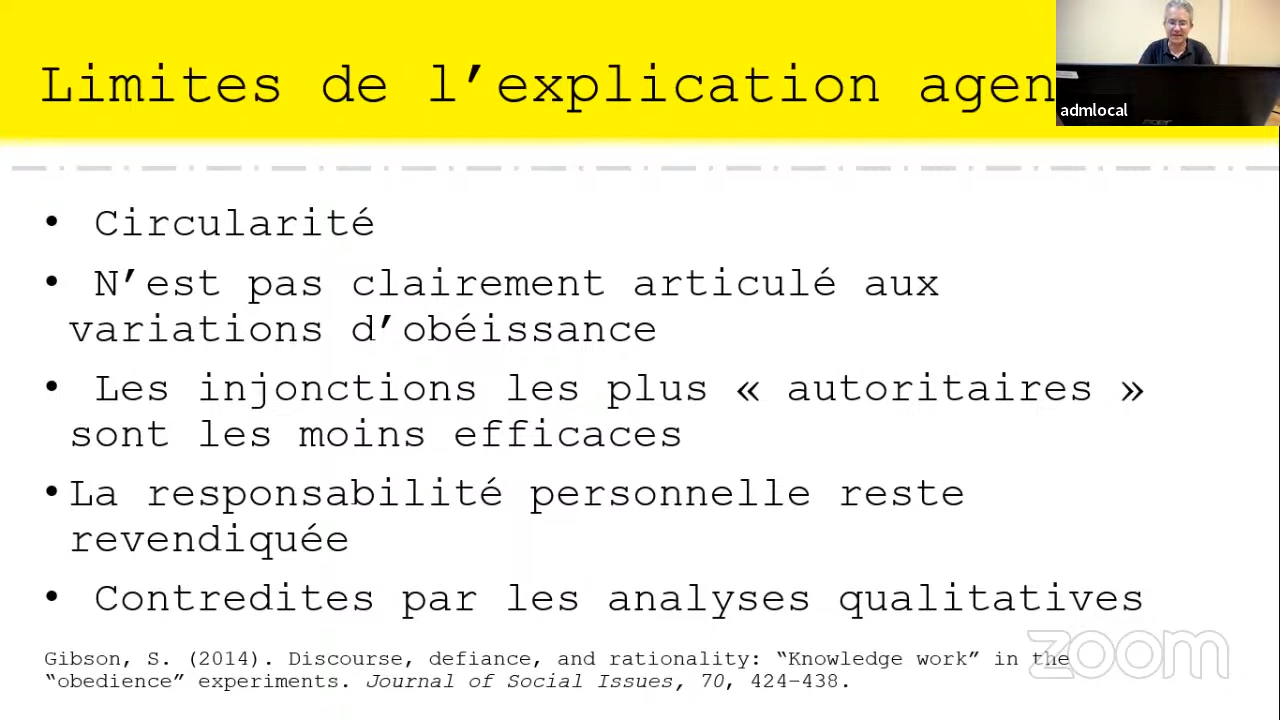 Limites de l’explication agen
admlocal
acer
• Circularité
• N’est pas clairement articulé aux
variations d’obéissance
• Les injonctions les plus « autoritaires »
sont les moins efficaces
• La responsabilité personnelle reste
revendiquée
• Contredites par les analyses qualitatives
zoom
Gibson, S. (2014). Discourse, defiance, and rationality: “Knowledge work” in the
“obedience” experiments. Journal of Social Issues, 70, 424–438.